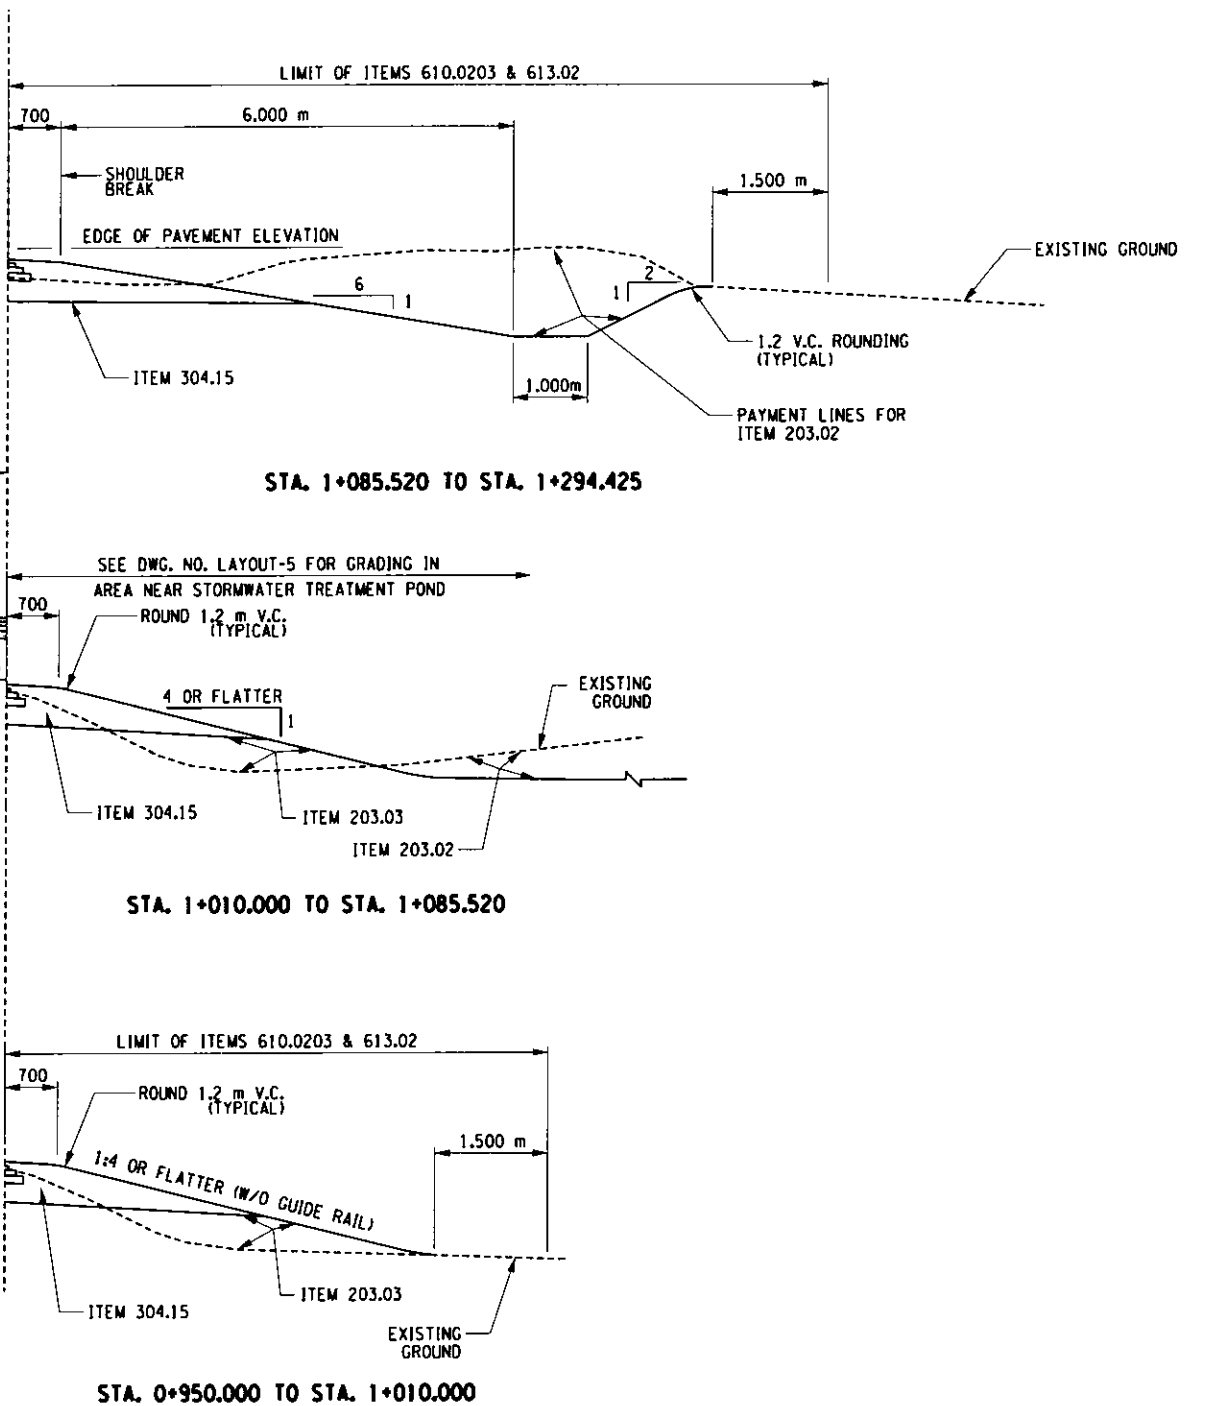 LIMIT OF ITEMS 610.0203 & 613.02
700
6.000 m
SHOULDER
BREAK
1.500 m
EDGE OF PAVEMENT ELEVATION
EXISTING GROUND
6
1
2
1
1.2 V.C. ROUNDING
(TYPICAL)
ITEM 304.15
1.000m
PAYMENT LINES FOR
ITEM 203.02
STA. 1+085.520 TO STA. 1+294.425
SEE DWG. NO. LAYOUT-5 FOR GRADING IN
AREA NEAR STORMWATER TREATMENT POND
700
ROUND 1.2 m V.C.
(TYPICAL)
4 OR FLATTER
1
EXISTING
GROUND
ITEM 304.15
ITEM 203.03
ITEM 203.02
STA. 1+010.000 TO STA. 1+085.520
LIMIT OF ITEMS 610.0203 & 613.02
700
ROUND 1.2 m V.C.
(TYPICAL)
1.500 m
1:4 OR FLATTER (W/O GUIDE RAIL)
ITEM 203.03
ITEM 304.15
EXISTING
GROUND
STA. 0+950.000 TO STA. 1+010.000